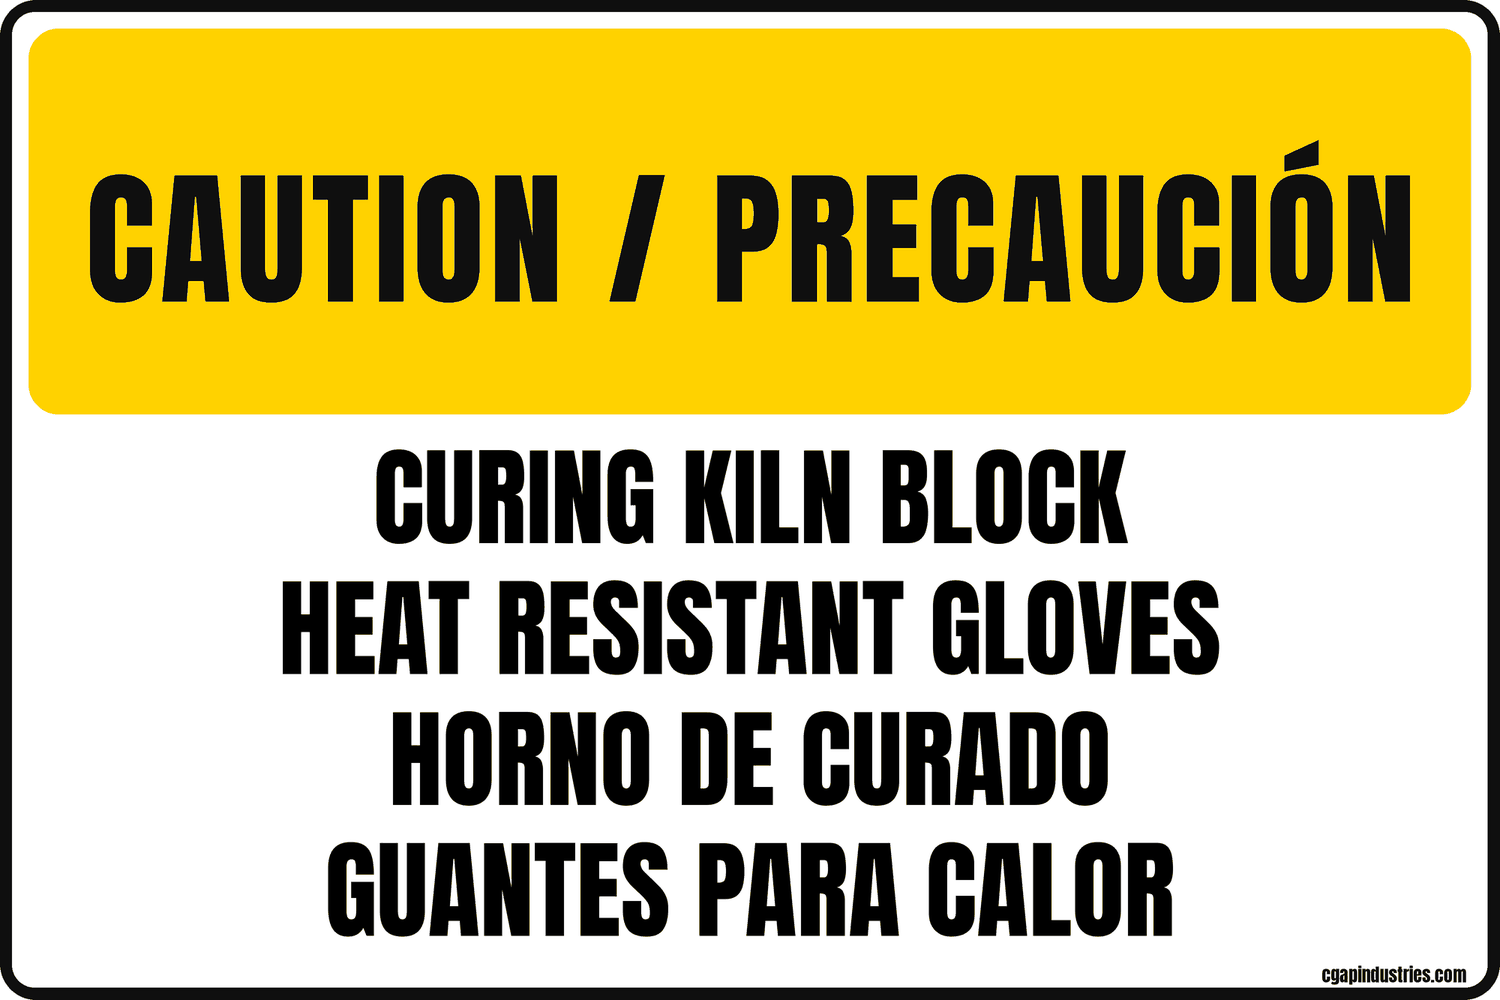 CAUTION / PRECAUCIÓN
CURING KILN BLOCK
HEAT RESISTANT GLOVES
HORNO DE CURADO
GUANTES PARA CALOR
cgapindustries.com